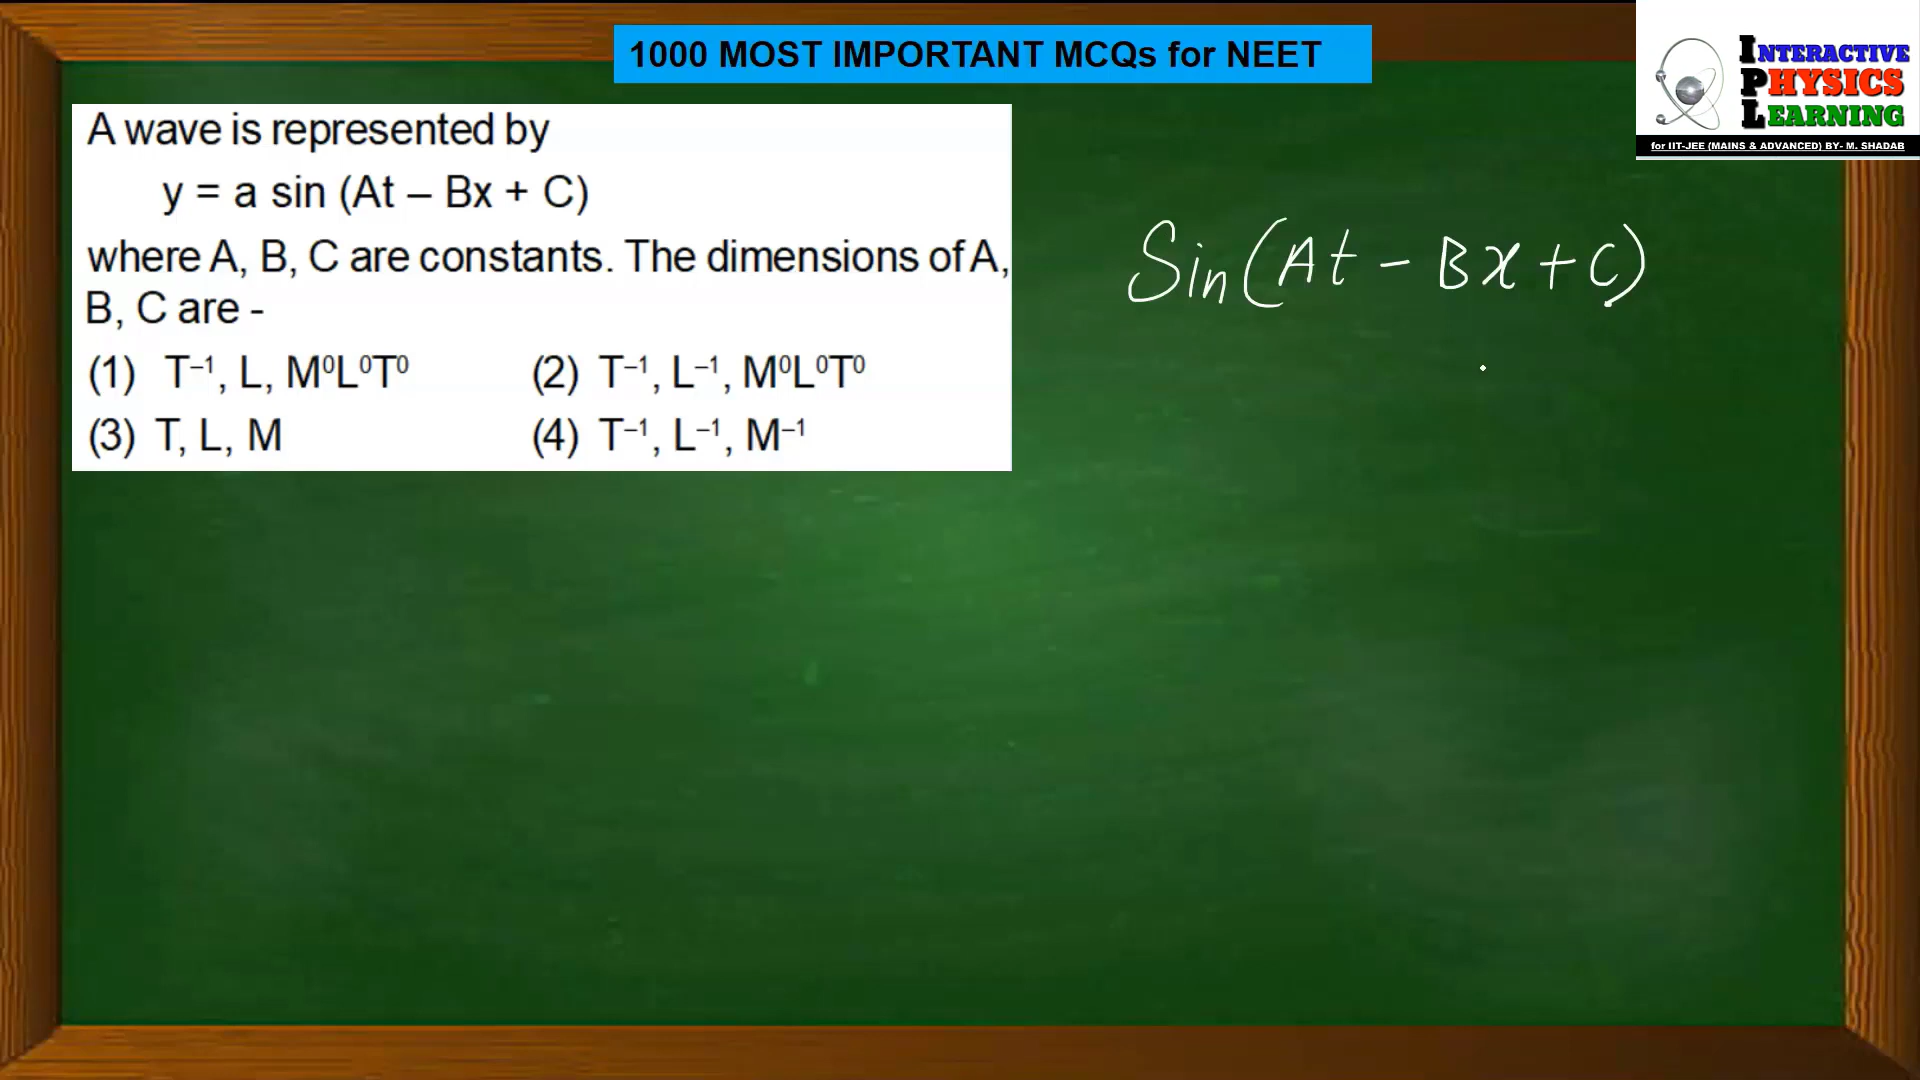 1000 MOST IMPORTANT MCQs for NEET
INTERACTIVE
PHYSICS
LEARNING
for IIT-JEE (MAINS & ADVANCED) BY- M. SHADAB
A wave is represented by
y = a sin (At – Bx + C)
where A, B, C are constants. The dimensions of A,
B, C are -
(1) T⁻¹, L, M⁰L⁰T⁰ (2) T⁻¹, L⁻¹, M⁰L⁰T⁰
(3) T, L, M (4) T⁻¹, L⁻¹, M⁻¹
Sin(At - Bx + C)